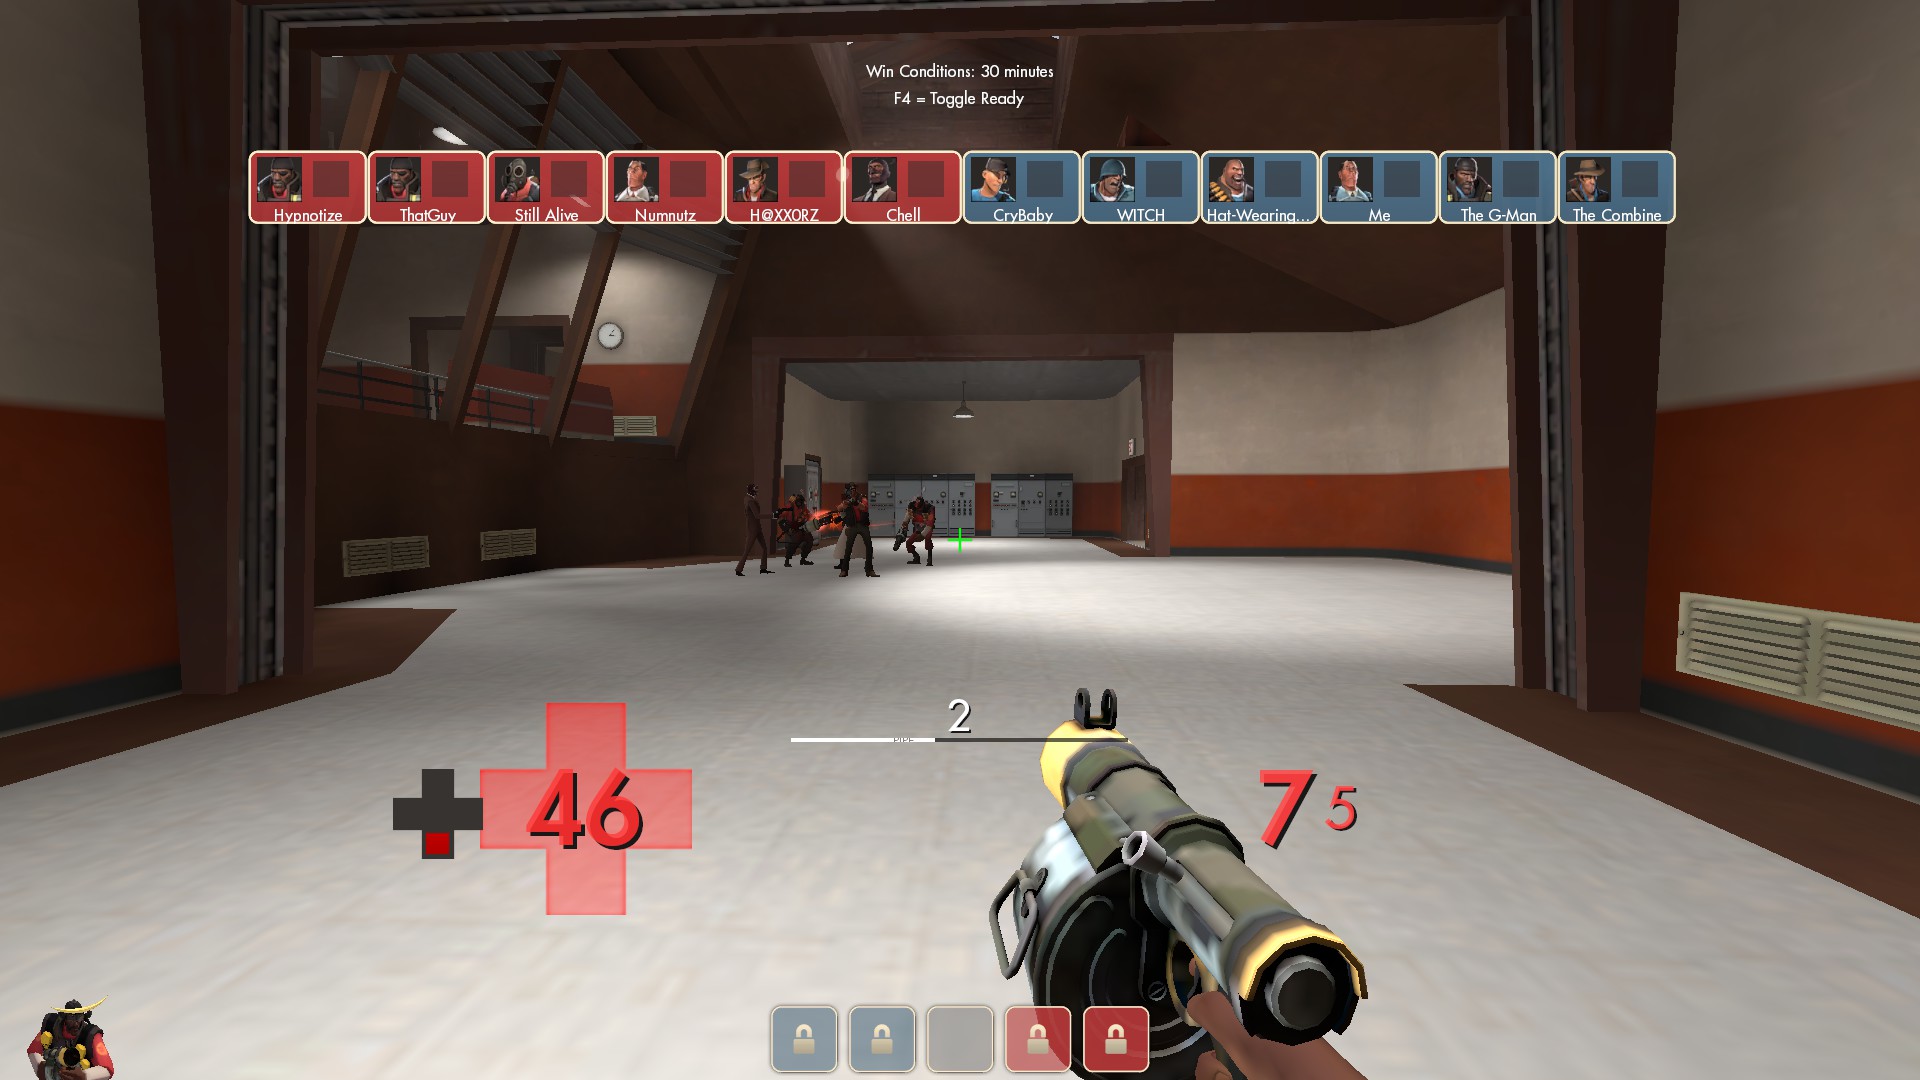 Win Conditions: 30 minutes
F4 = Toggle Ready
Hypnotize ThatGuy Still Alive Numnutz H@XX0RZ Chell CryBaby WITCH Hat-Wearing... Me The G-Man The Combine
2
PIPE
46
7 5